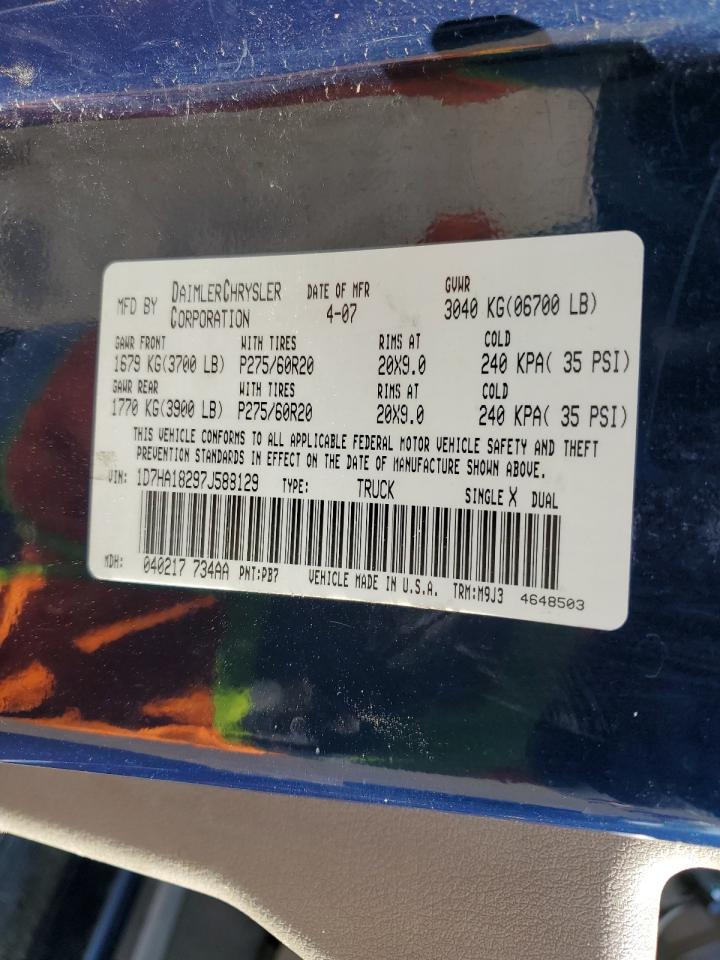 MFD BY DAIMLERCHRYSLER CORPORATION
DATE OF MFR 4-07
GVWR 3040 KG(06700 LB)
GAWR FRONT WITH TIRES RIMS AT COLD
1679 KG(3700 LB) P275/60R20 20X9.0 240 KPA( 35 PSI)
GAWR REAR WITH TIRES RIMS AT COLD
1770 KG(3900 LB) P275/60R20 20X9.0 240 KPA( 35 PSI)
THIS VEHICLE CONFORMS TO ALL APPLICABLE FEDERAL MOTOR VEHICLE SAFETY AND THEFT
PREVENTION STANDARDS IN EFFECT ON THE DATE OF MANUFACTURE SHOWN ABOVE.
VIN: 1D7HA18297J588129 TYPE: TRUCK SINGLE X DUAL
MDH: 040217 734AA PNT:PB7 VEHICLE MADE IN U.S.A. TRM:M9J3 4648503